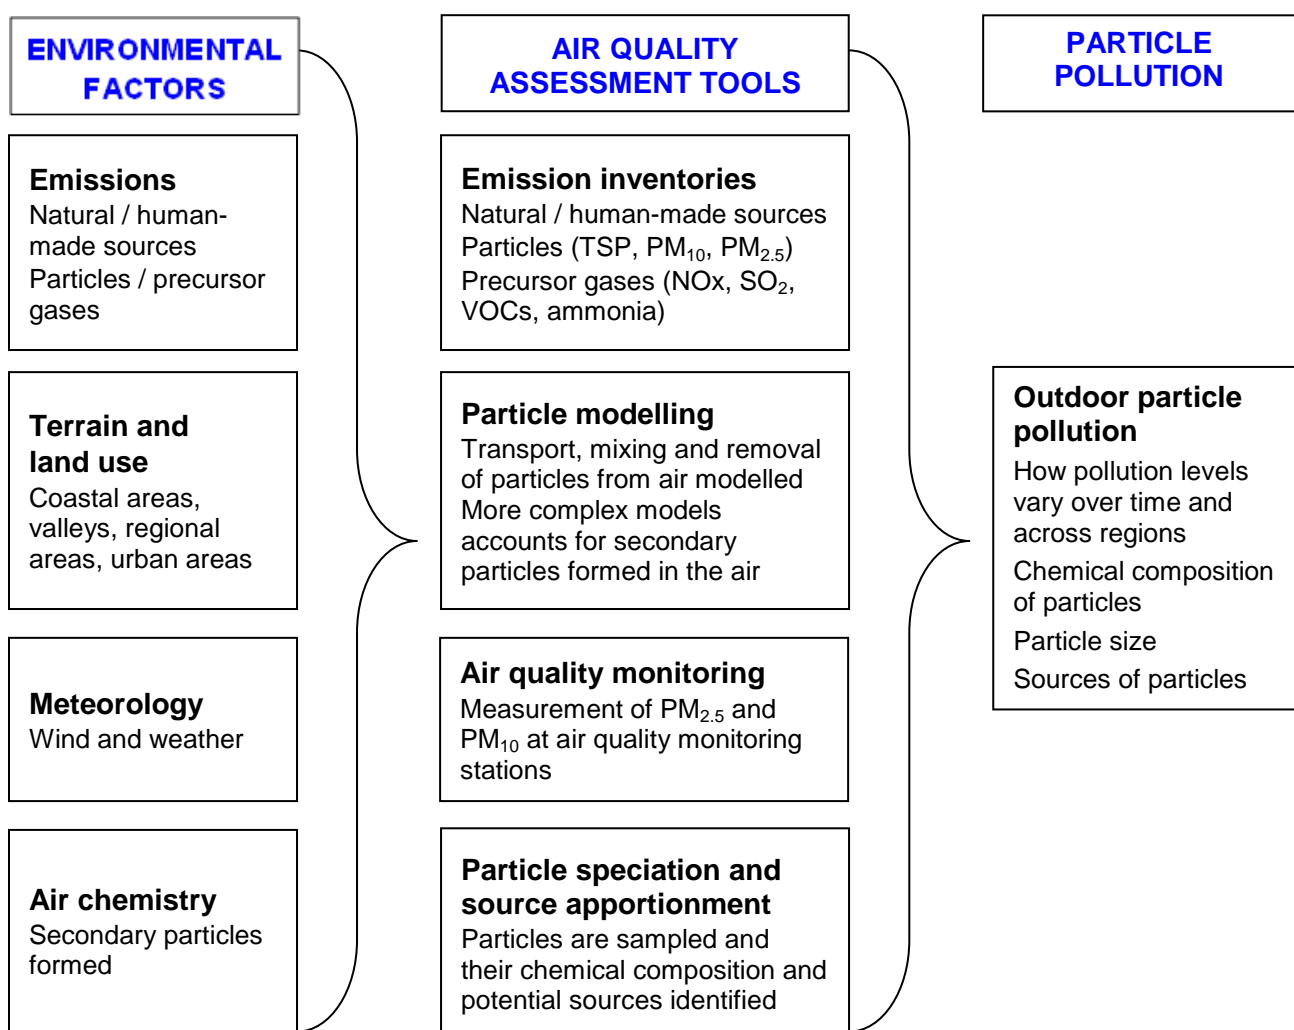 ENVIRONMENTAL
FACTORS
Emissions
Natural / human-
made sources
Particles / precursor
gases
Terrain and
land use
Coastal areas,
valleys, regional
areas, urban areas
Meteorology
Wind and weather
Air chemistry
Secondary particles
formed
AIR QUALITY
ASSESSMENT TOOLS
Emission inventories
Natural / human-made sources
Particles (TSP, PM10, PM2.5)
Precursor gases (NOx, SO2,
VOCs, ammonia)
Particle modelling
Transport, mixing and removal
of particles from air modelled
More complex models
accounts for secondary
particles formed in the air
Air quality monitoring
Measurement of PM2.5 and
PM10 at air quality monitoring
stations
Particle speciation and
source apportionment
Particles are sampled and
their chemical composition and
potential sources identified
PARTICLE
POLLUTION
Outdoor particle
pollution
How pollution levels
vary over time and
across regions
Chemical composition
of particles
Particle size
Sources of particles